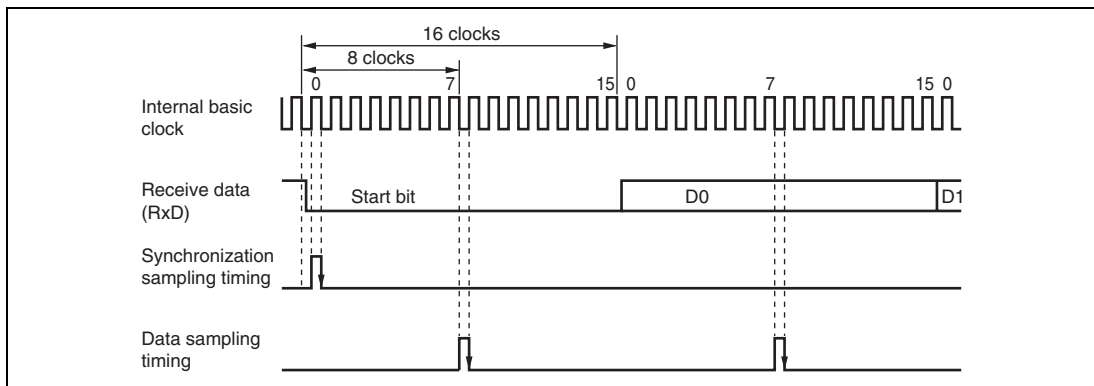 16 clocks
8 clocks
0 7 15 0 7 15 0
Internal basic
clock
Receive data
(RxD)
Start bit D0 D1
Synchronization
sampling timing
Data sampling
timing